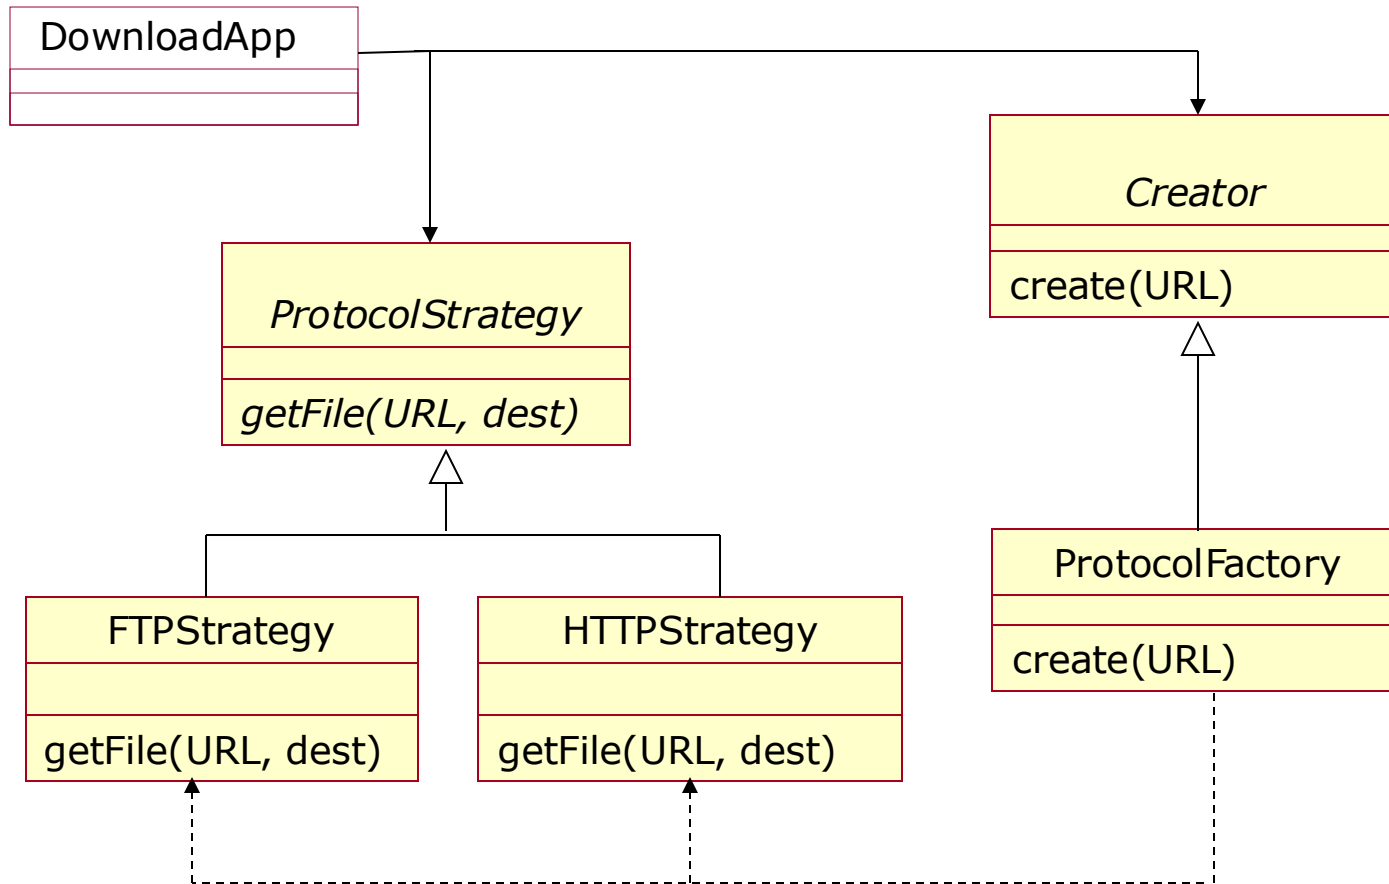 DownloadApp
Creator
create(URL)
ProtocolStrategy
getFile(URL, dest)
ProtocolFactory
create(URL)
FTPStrategy
getFile(URL, dest)
HTTPStrategy
getFile(URL, dest)